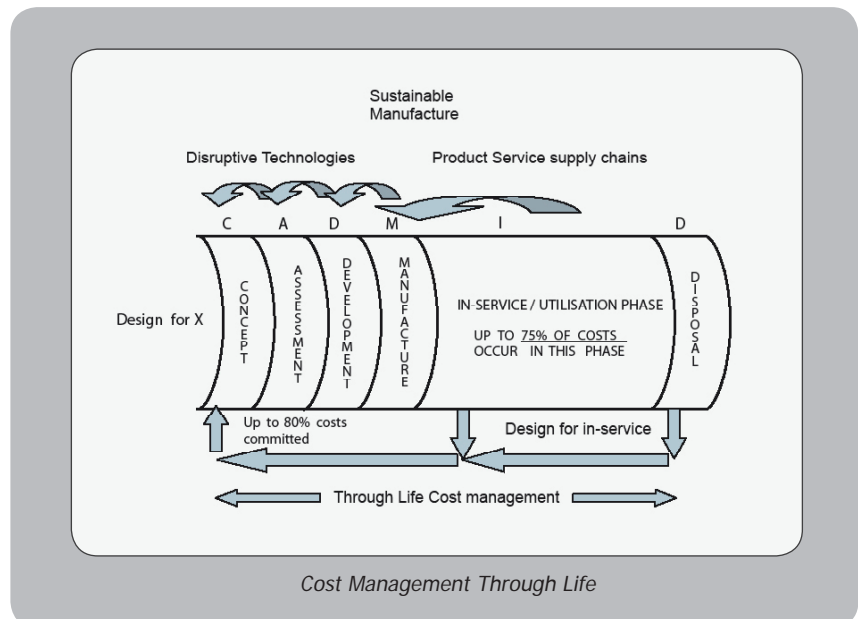 Sustainable
Manufacture
Disruptive Technologies
Product Service supply chains
C A D M I D
Design for X
CONCEPT
ASSESSMENT
DEVELOPMENT
MANUFACTURE
IN-SERVICE / UTILISATION PHASE
UP TO 75% OF COSTS
OCCUR IN THIS PHASE
DISPOSAL
Up to 80% costs
committed
Design for in-service
Through Life Cost management
Cost Management Through Life